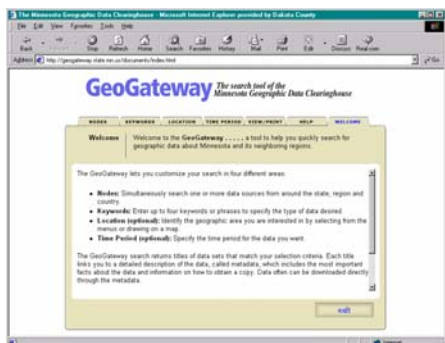 The Minnesota Geographic Data Clearinghouse - Microsoft Internet Explorer provided by Dakota County
File Edit View Favorites Tools Help
Back Stop Refresh Home Search Favorites History Mail Print Edit Discuss Real.com
Address http://geogateway.state.mn.us/documents/index.html Go
GeoGateway The search tool of the
Minnesota Geographic Data Clearinghouse
NODES KEYWORDS LOCATION TIME PERIOD VIEW/PRINT HELP WELCOME
Welcome Welcome to the GeoGateway . . . . . a tool to help you quickly search for
geographic data about Minnesota and its neighboring regions.
The GeoGateway lets you customize your search in four different areas:
• Nodes: Simultaneously search one or more data sources from around the state, region and
country.
• Keywords: Enter up to four keywords or phrases to specify the type of data desired.
• Location (optional): Identify the geographic area you are interested in by selecting from the
menus or drawing on a map.
• Time Period (optional): Specify the time period for the data you want.
The GeoGateway search returns titles of data sets that match your selection criteria. Each title
links you to a detailed description of the data, called metadata, which includes the most important
facts about the data and information on how to obtain a copy. Data often can be downloaded directly
through the metadata.
exit
Internet